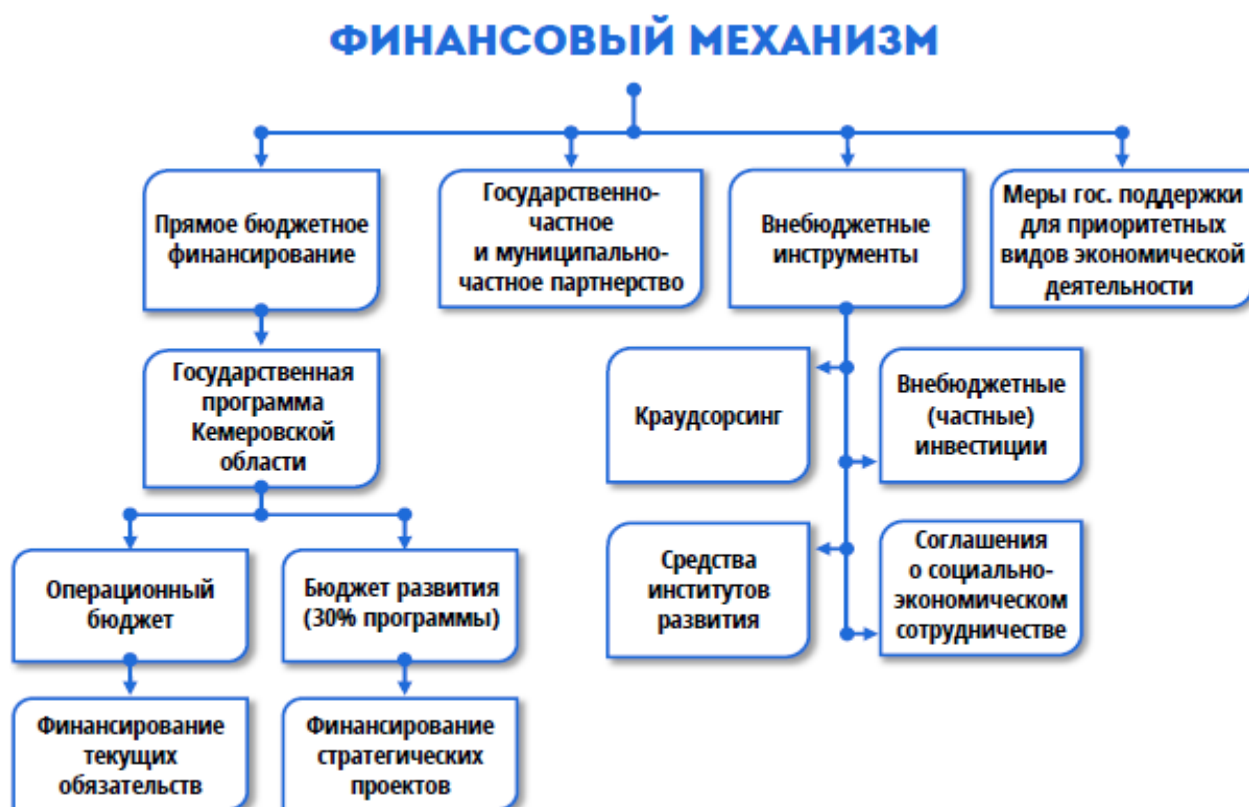 ФИНАНСОВЫЙ МЕХАНИЗМ
Прямое бюджетное
финансирование
Государственно-
частное
и муниципально-
частное партнерство
Внебюджетные
инструменты
Меры гос. поддержки
для приоритетных
видов экономической
деятельности
Государственная
программа
Кемеровской
области
Краудсорсинг
Внебюджетные
(частные)
инвестиции
Операционный
бюджет
Бюджет развития
(30% программы)
Средства
институтов
развития
Соглашения
о социально-
экономическом
сотрудничестве
Финансирование
текущих
обязательств
Финансирование
стратегических
проектов